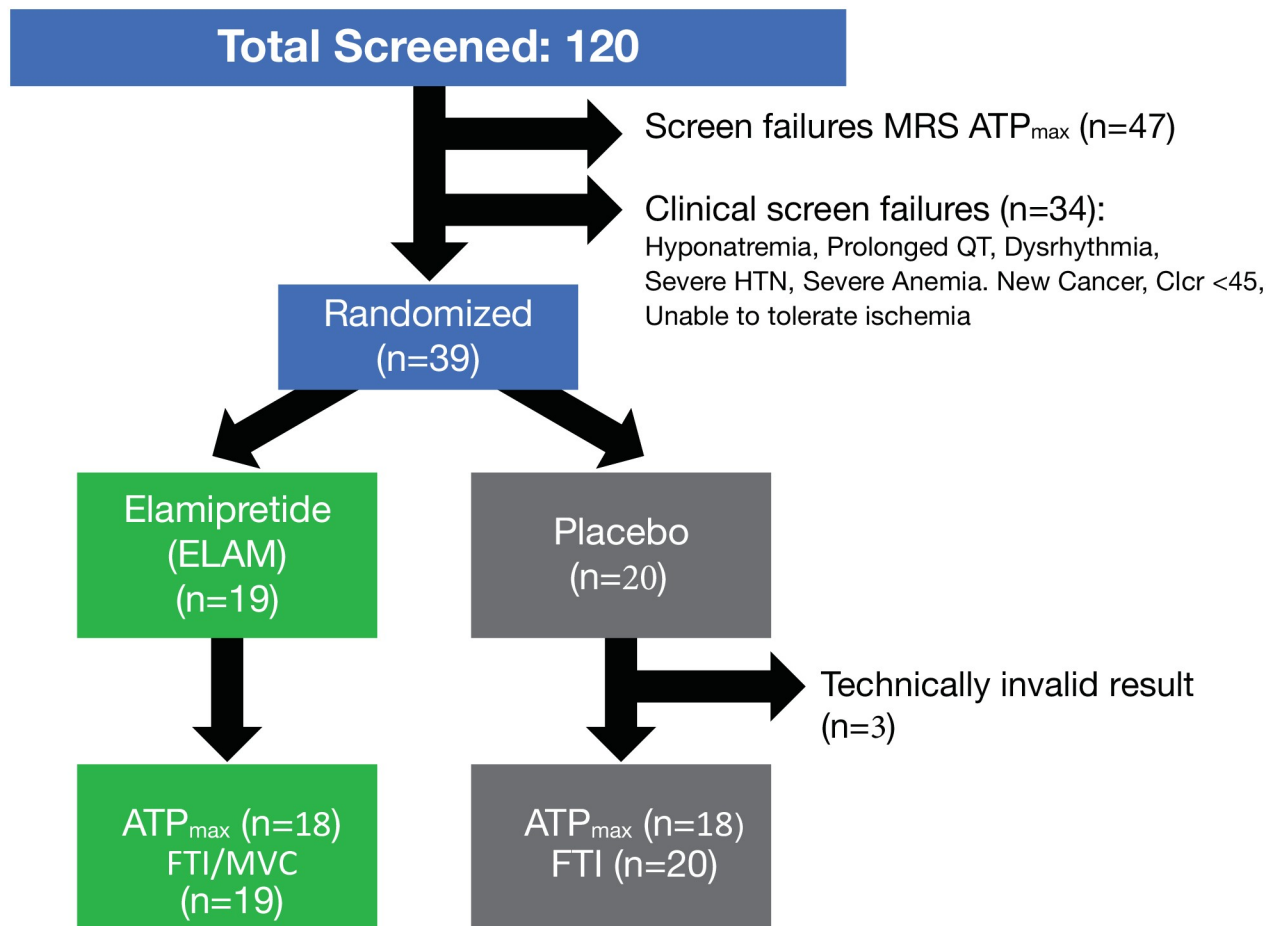 Total Screened: 120
Screen failures MRS ATPmax (n=47)
Clinical screen failures (n=34):
Hyponatremia, Prolonged QT, Dysrhythmia,
Severe HTN, Severe Anemia. New Cancer, Clcr <45,
Unable to tolerate ischemia
Randomized
(n=39)
Elamipretide
(ELAM)
(n=19)
Placebo
(n=20)
Technically invalid result
(n=3)
ATPmax (n=18)
FTI/MVC
(n=19)
ATPmax (n=18)
FTI (n=20)